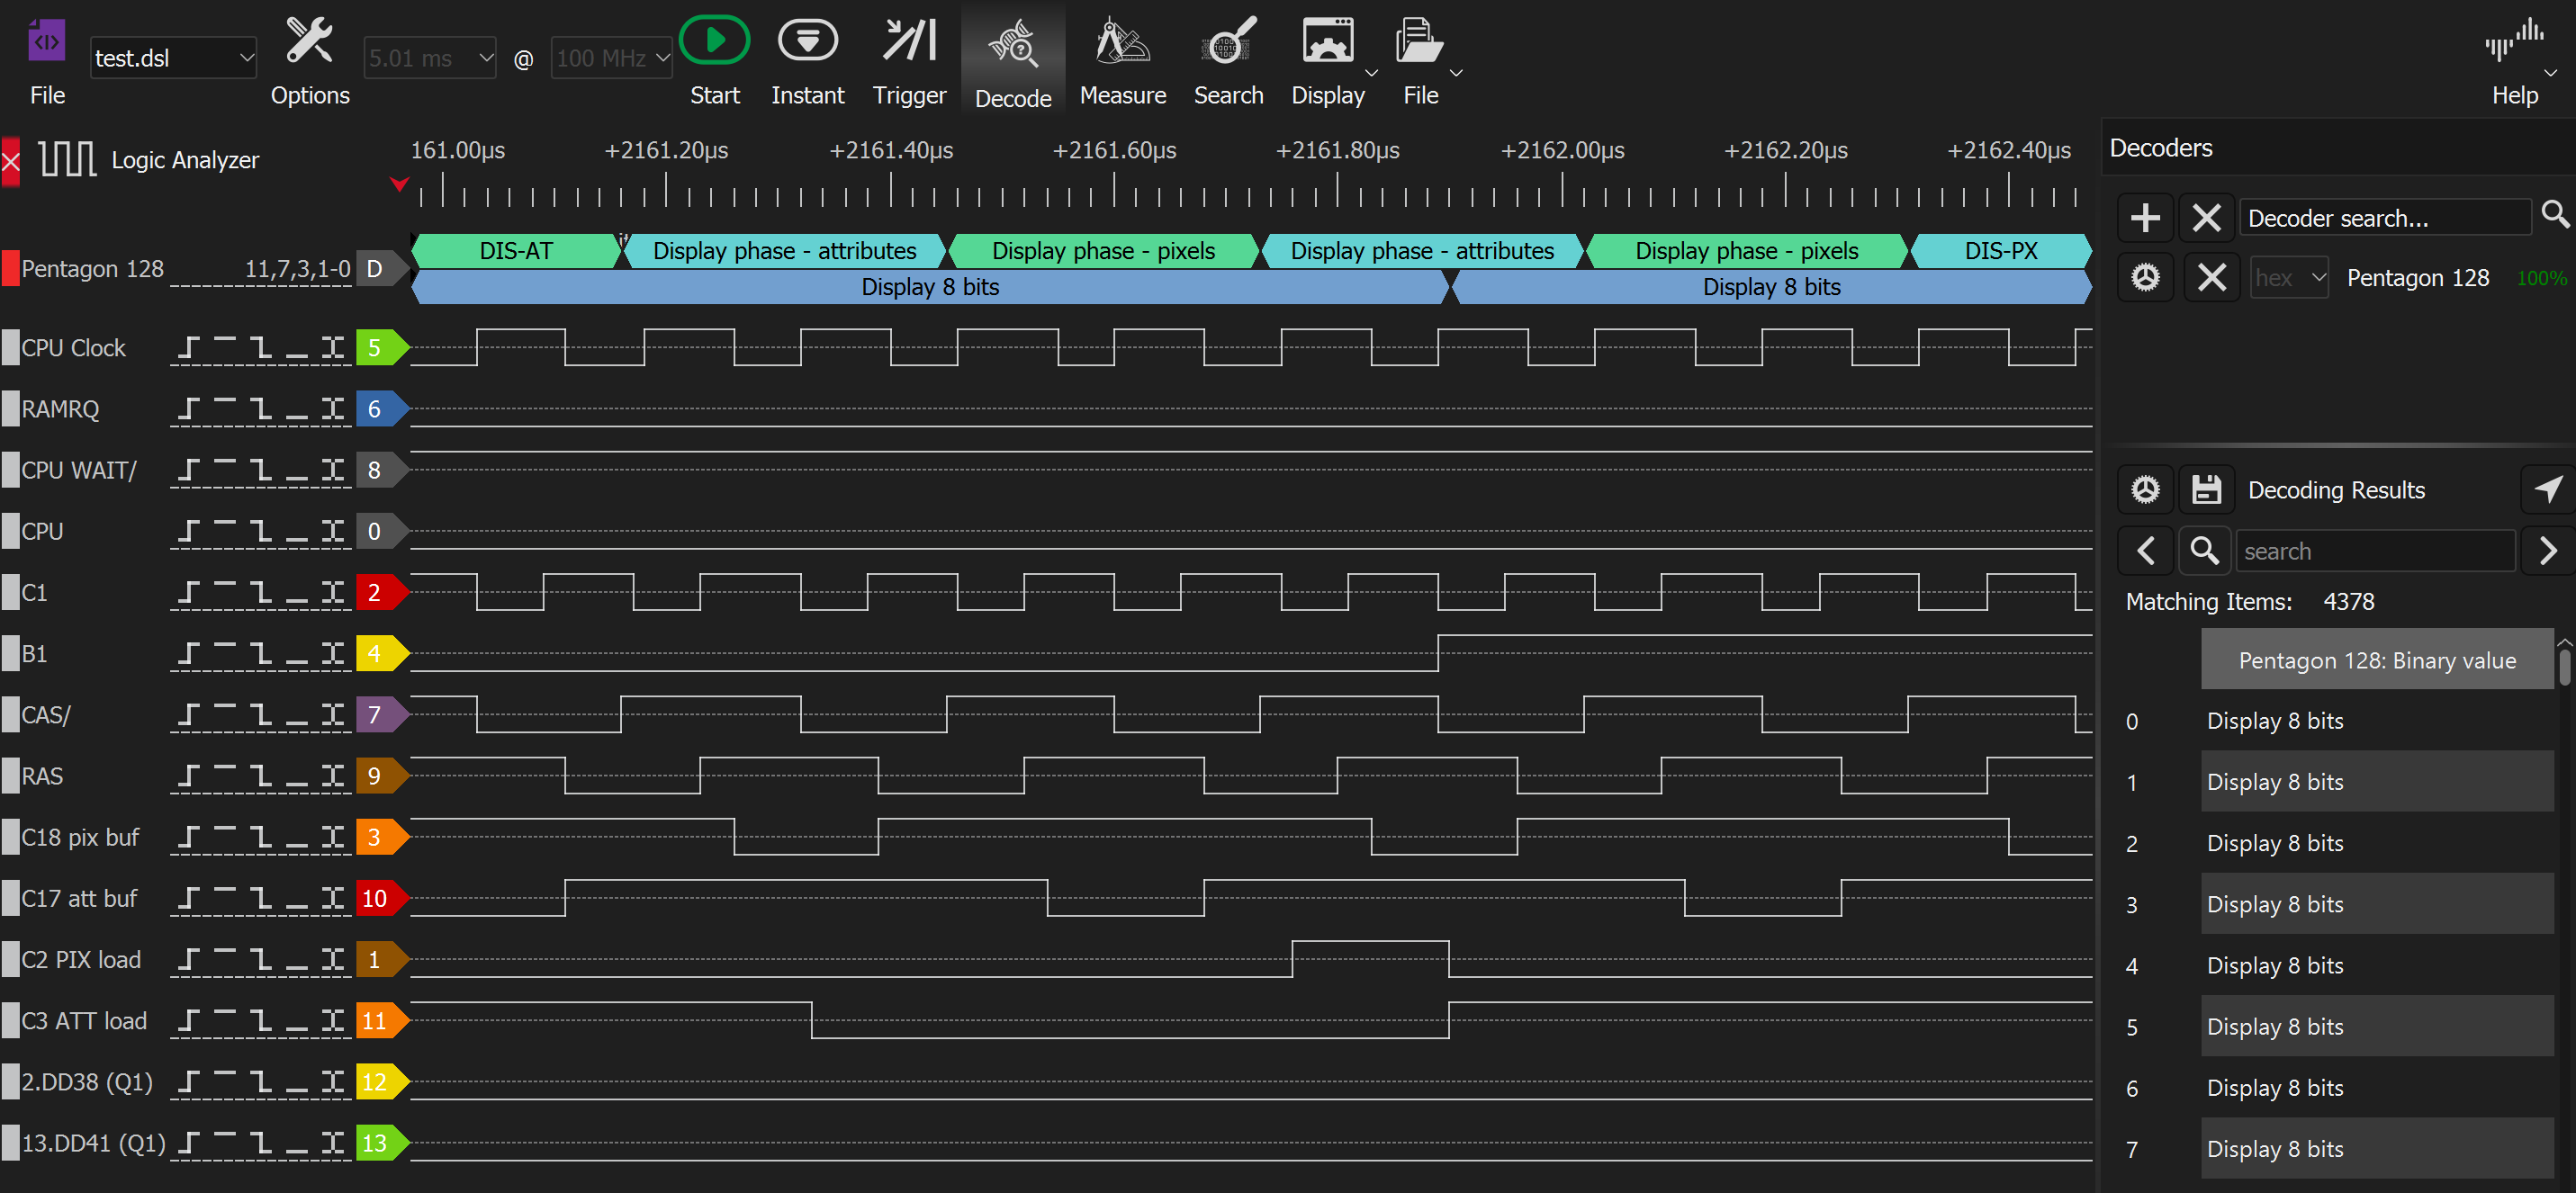 test.dsl
5.01 ms
@
100 MHz
File
Options
Start
Instant
Trigger
Decode
Measure
Search
Display
File
Help
Logic Analyzer
161.00µs +2161.20µs +2161.40µs +2161.60µs +2161.80µs +2162.00µs +2162.20µs +2162.40µs
Pentagon 128 11,7,3,1-0 D
DIS-AT Display phase - attributes Display phase - pixels Display phase - attributes Display phase - pixels DIS-PX
Display 8 bits Display 8 bits
CPU Clock 5
RAMRQ 6
CPU WAIT/ 8
CPU 0
C1 2
B1 4
CAS/ 7
RAS 9
C18 pix buf 3
C17 att buf 10
C2 PIX load 1
C3 ATT load 11
2.DD38 (Q1) 12
13.DD41 (Q1) 13
Decoders
Decoder search...
hex Pentagon 128 100%
Decoding Results
search
Matching Items: 4378
Pentagon 128: Binary value
0 Display 8 bits
1 Display 8 bits
2 Display 8 bits
3 Display 8 bits
4 Display 8 bits
5 Display 8 bits
6 Display 8 bits
7 Display 8 bits